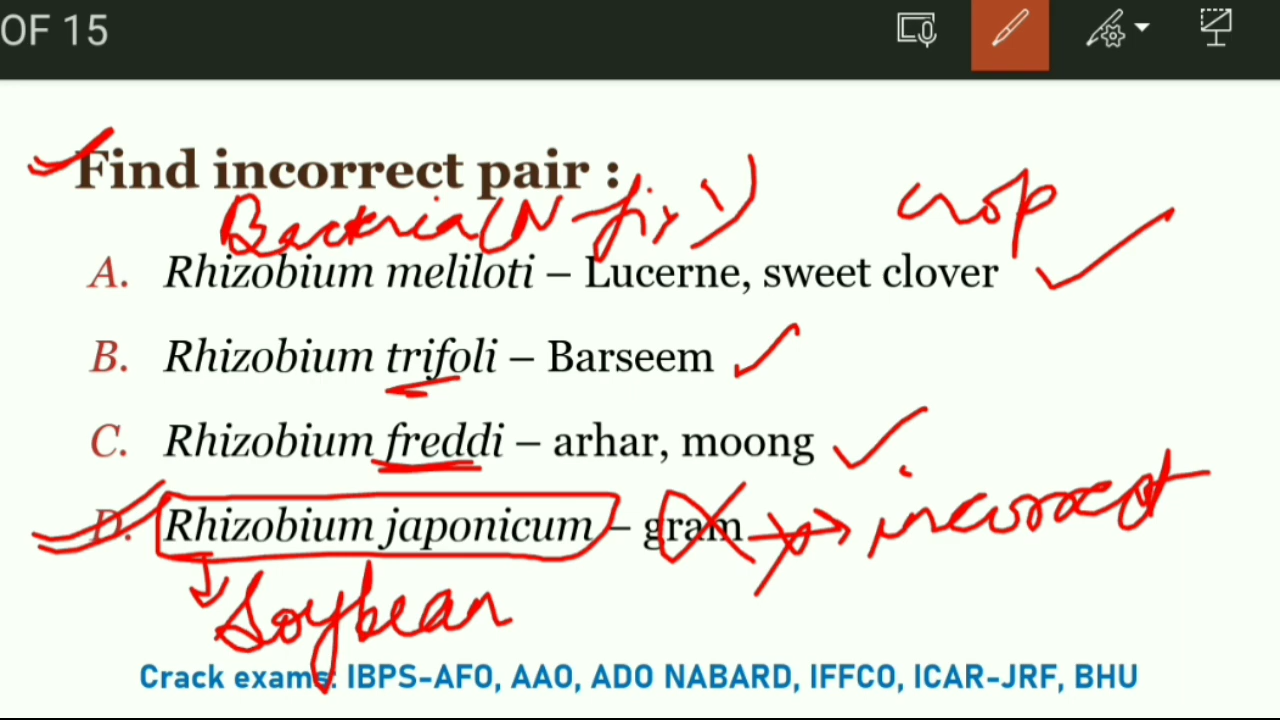 OF 15
Find incorrect pair :
Bacteria (N-fix) crop
A. Rhizobium meliloti – Lucerne, sweet clover
B. Rhizobium trifoli – Barseem
C. Rhizobium freddi – arhar, moong
D. Rhizobium japonicum – gram → incorrect
Soybean
Crack exams: IBPS-AFO, AAO, ADO NABARD, IFFCO, ICAR-JRF, BHU